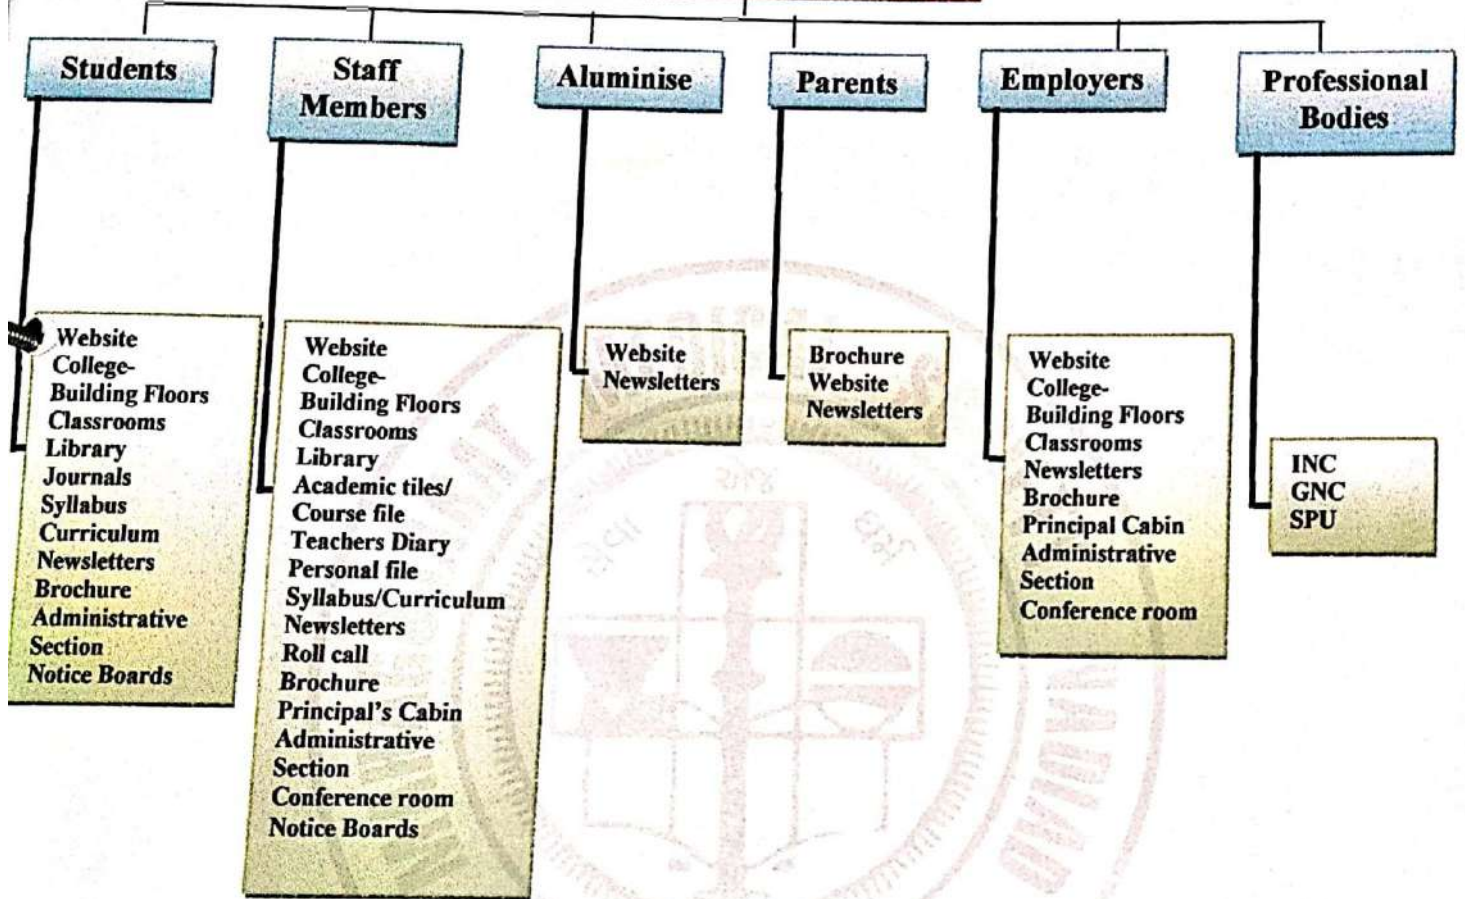 Students
Staff
Members
Aluminise
Parents
Employers
Professional
Bodies
Website
College-
Building Floors
Classrooms
Library
Journals
Syllabus
Curriculum
Newsletters
Brochure
Administrative
Section
Notice Boards
Website
College-
Building Floors
Classrooms
Library
Academic tiles/
Course file
Teachers Diary
Personal file
Syllabus/Curriculum
Newsletters
Roll call
Brochure
Principal's Cabin
Administrative
Section
Conference room
Notice Boards
Website
Newsletters
Brochure
Website
Newsletters
Website
College-
Building Floors
Classrooms
Newsletters
Brochure
Principal Cabin
Administrative
Section
Conference room
INC
GNC
SPU